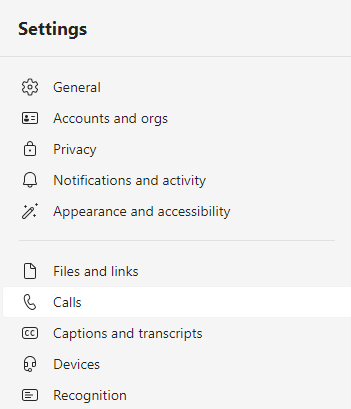 Settings
General
Accounts and orgs
Privacy
Notifications and activity
Appearance and accessibility
Files and links
Calls
CC Captions and transcripts
Devices
Recognition